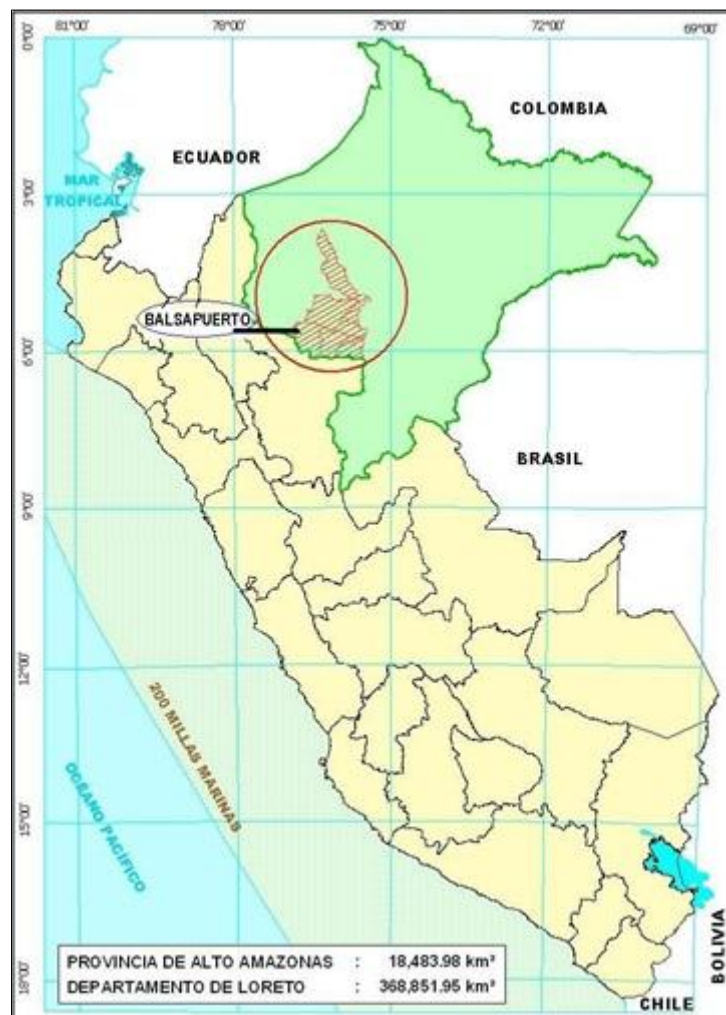 81°00' 78°00' 75°00' 72°00' 69°00'
0°00'
COLOMBIA
ECUADOR
MAR
TROPICAL
3°00'
BALSAPUERTO
6°00'
BRASIL
9°00'
12°00'
200 MILLAS MARINAS
OCÉANO PACÍFICO
15°00'
BOLIVIA
PROVINCIA DE ALTO AMAZONAS : 18,483.98 km²
DEPARTAMENTO DE LORETO : 368,851.95 km²
18°00'
CHILE